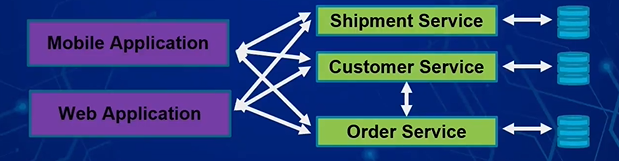 Mobile Application
Web Application
Shipment Service
Customer Service
Order Service